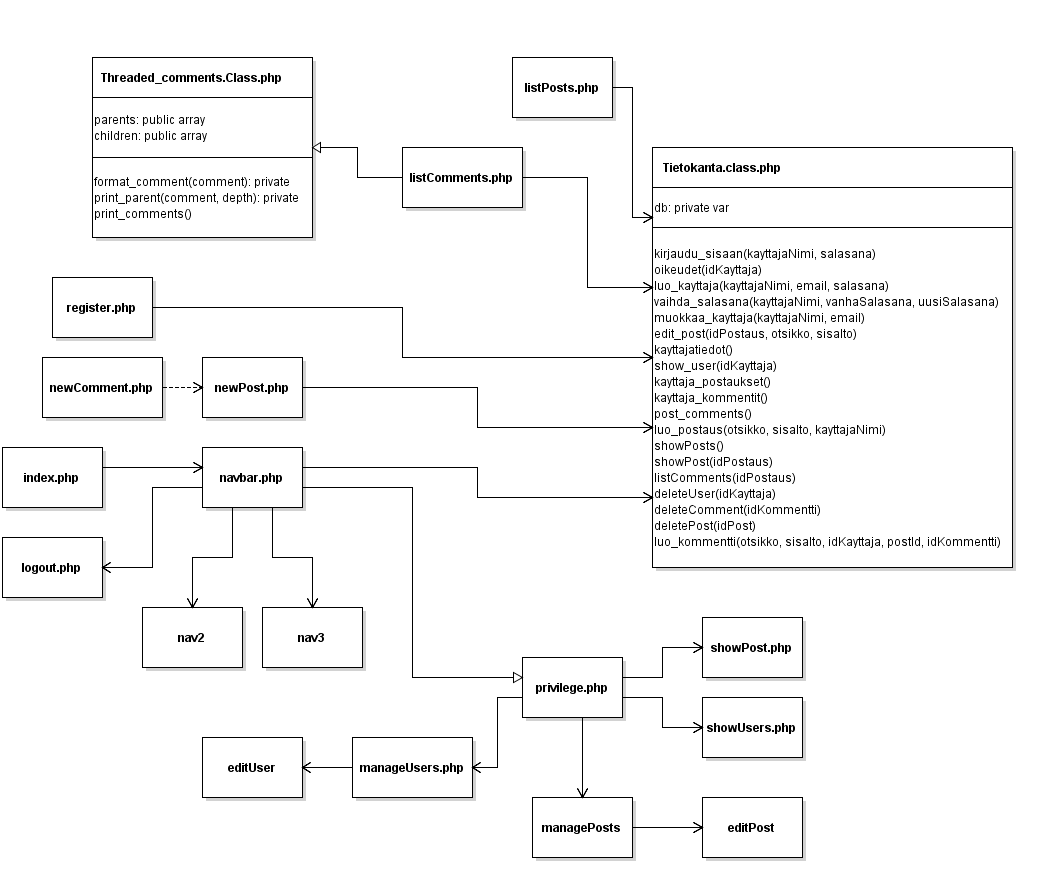 Threaded_comments.Class.php
parents: public array
children: public array
format_comment(comment): private
print_parent(comment, depth): private
print_comments()
listPosts.php
listComments.php
Tietokanta.class.php
db: private var
kirjaudu_sisaan(kayttajaNimi, salasana)
oikeudet(idKayttaja)
luo_kayttaja(kayttajaNimi, email, salasana)
vaihda_salasana(kayttajaNimi, vanhaSalasana, uusiSalasana)
muokkaa_kayttaja(kayttajaNimi, email)
edit_post(idPostaus, otsikko, sisalto)
kayttajatiedot()
show_user(idKayttaja)
kayttaja_postaukset()
kayttaja_kommentit()
post_comments()
luo_postaus(otsikko, sisalto, kayttajaNimi)
showPosts()
showPost(idPostaus)
listComments(idPostaus)
deleteUser(idKayttaja)
deleteComment(idKommentti)
deletePost(idPost)
luo_kommentti(otsikko, sisalto, idKayttaja, postId, idKommentti)
register.php
newComment.php
newPost.php
index.php
navbar.php
logout.php
nav2
nav3
privilege.php
showPost.php
showUsers.php
editUser
manageUsers.php
managePosts
editPost